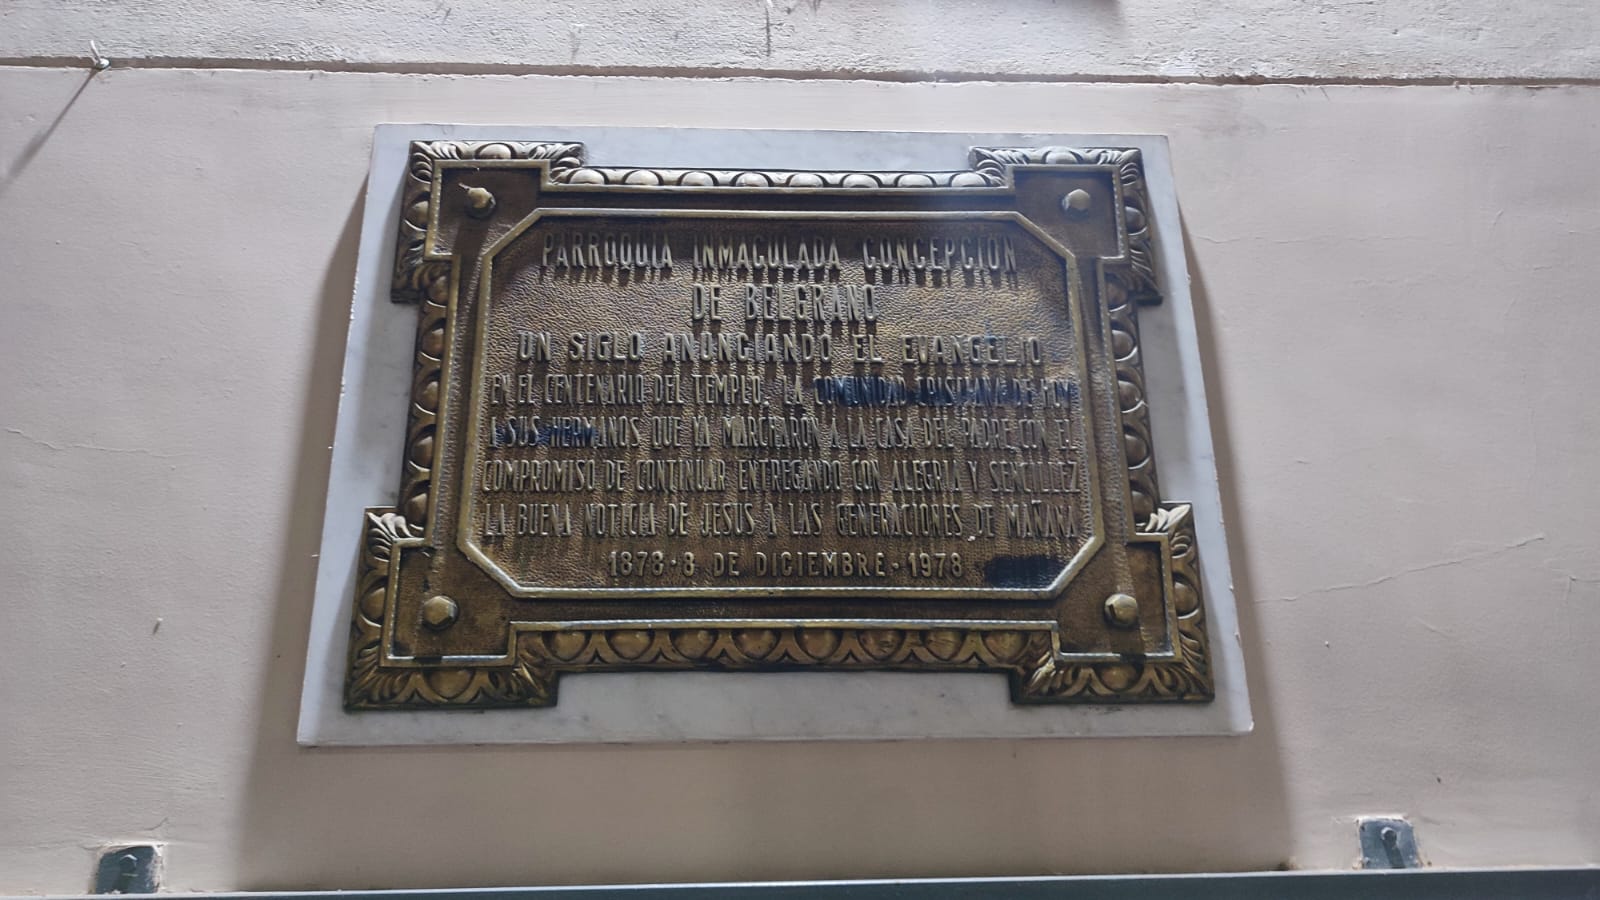 PARROQUIA INMACULADA CONCEPCION
DE BELGRANO
UN SIGLO ANUNCIANDO EL EVANGELIO
EN EL CENTENARIO DEL TEMPLO. LA COMUNIDAD CRISTIANA DE HOY
A SUS HERMANOS QUE YA MARCHARON A LA CASA DEL PADRE, CON EL
COMPROMISO DE CONTINUAR ENTREGANDO CON ALEGRIA Y SENCILLEZ
LA BUENA NOTICIA DE JESUS A LAS GENERACIONES DE MAÑANA
1878·8 DE DICIEMBRE·1978